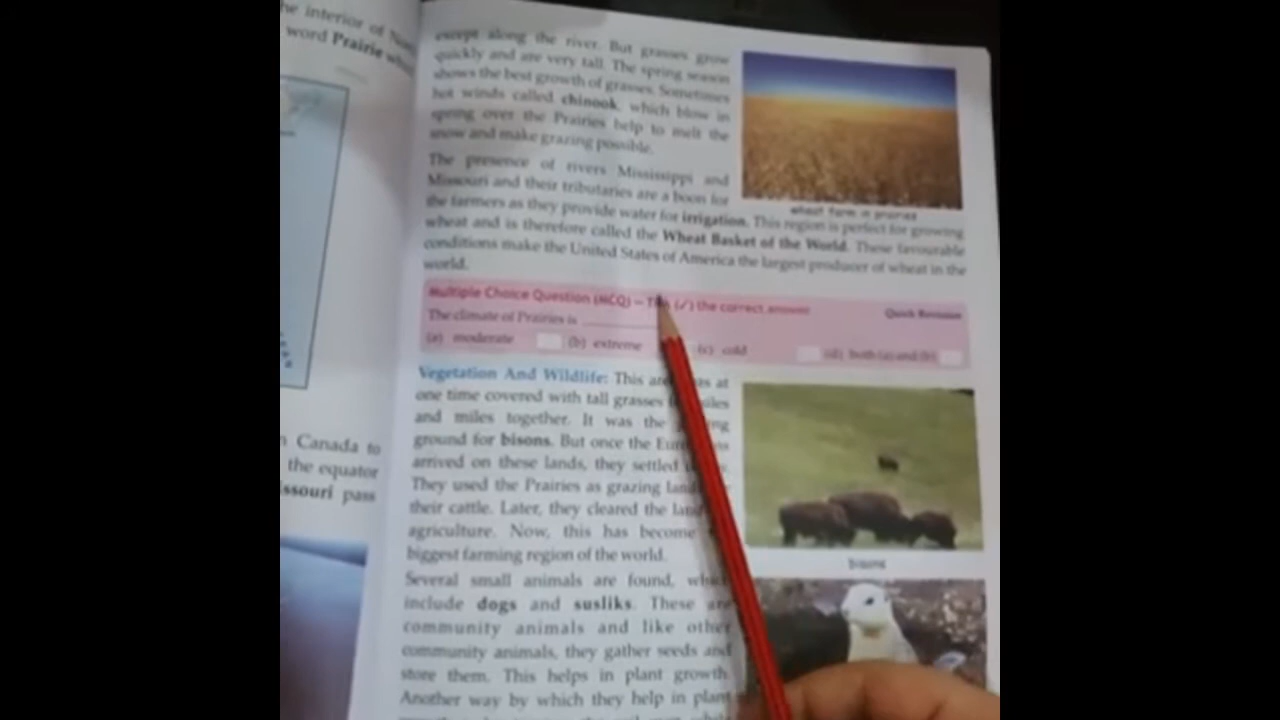 he interior of
word Prairie
n Canada to
the equator
ssouri pass
except along the river. But grasses grow
quickly and are very tall. The spring season
shows the best growth of grasses. Sometimes
hot winds called chinook, which blow in
spring over the Prairies help to melt the
snow and make grazing possible.
The presence of rivers Mississippi and
Missouri and their tributaries are a boon for
the farmers as they provide water for irrigation. This region is perfect for growing
wheat and is therefore called the Wheat Basket of the World. These favourable
conditions make the United States of America the largest producer of wheat in the
world.
wheat farm in prairies
Multiple Choice Question (MCQ) – (✓) the correct answer
Quick Revision
The climate of Prairies is ________
(a) moderate (b) extreme (c) cold (d) both (a) and (b)
Vegetation And Wildlife: This at
one time covered with tall grasses
and miles together. It was the
ground for bisons. But once the
arrived on these lands, they settled
They used the Prairies as grazing
their cattle. Later, they cleared the
agriculture. Now, this has become
biggest farming region of the world.
bisons
Several small animals are found,
include dogs and susliks. These are
community animals and like other
community animals, they gather seeds and
store them. This helps in plant growth.
Another way by which they help in plant